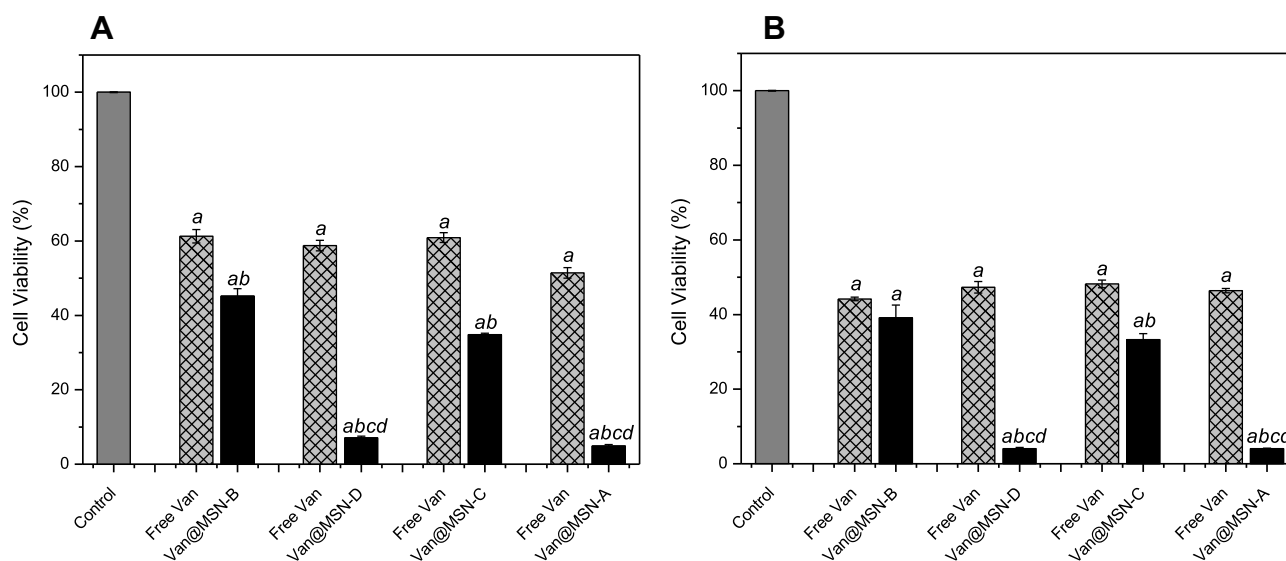 A
Cell Viability (%)
100
80
60
40
20
0
a
ab
a
abcd
a
ab
a
abcd
Control
Free Van
Van@MSN-B
Free Van
Van@MSN-D
Free Van
Van@MSN-C
Free Van
Van@MSN-A
B
Cell Viability (%)
100
80
60
40
20
0
a
a
a
abcd
a
ab
a
abcd
Control
Free Van
Van@MSN-B
Free Van
Van@MSN-D
Free Van
Van@MSN-C
Free Van
Van@MSN-A